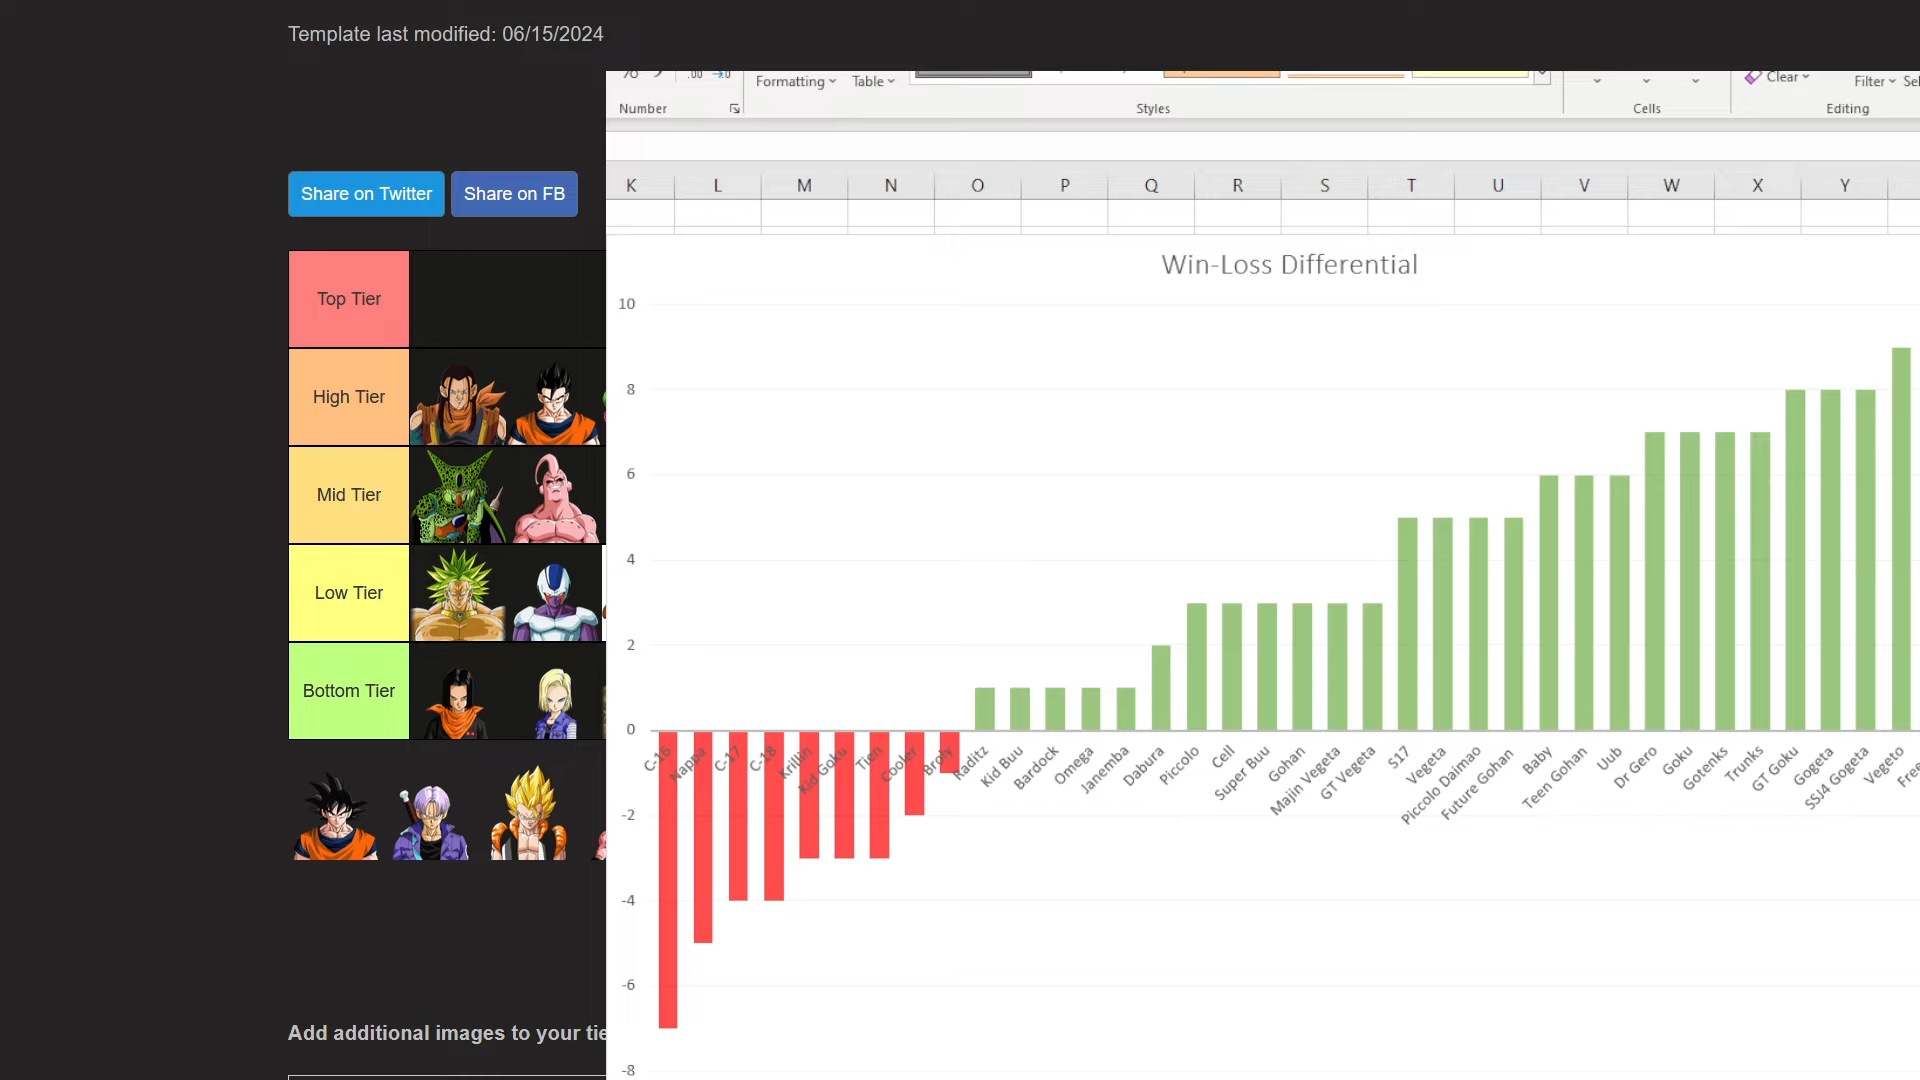 Template last modified: 06/15/2024
Share on Twitter
Share on FB
Top Tier
High Tier
Mid Tier
Low Tier
Bottom Tier
Add additional images to your tie
.00
Formatting
Table
Clear
Filter
Sel
Number
Styles
Cells
Editing
K L M N O P Q R S T U V W X Y
Win-Loss Differential
10
8
6
4
2
0
-2
-4
-6
-8
C-16
Nappa
C-17
C-18
Krillin
Kid Goku
Tien
Cooler
Broly
Raditz
Kid Buu
Bardock
Omega
Janemba
Dabura
Piccolo
Cell
Super Buu
Gohan
Majin Vegeta
GT Vegeta
S17
Vegeta
Piccolo Daimao
Future Gohan
Baby
Teen Gohan
Uub
Dr Gero
Goku
Gotenks
Trunks
GT Goku
Gogeta
SSJ4 Gogeta
Vegeto
Free